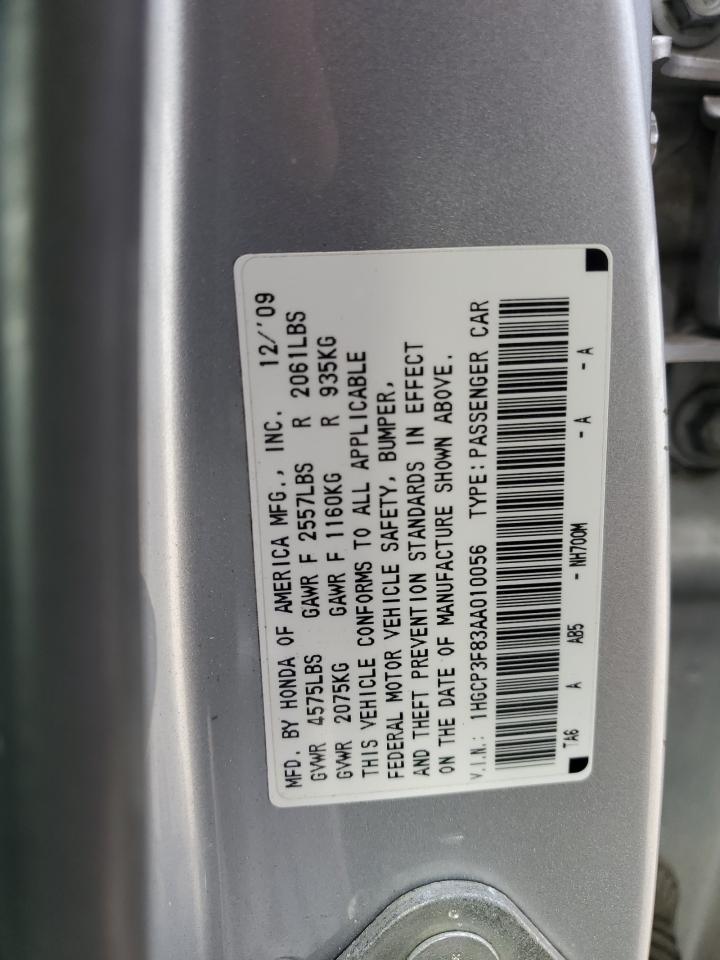 MFD. BY HONDA OF AMERICA MFG., INC. 12/'09
GVWR 4575LBS GAWR F 2557LBS R 2061LBS
GVWR 2075KG GAWR F 1160KG R 935KG
THIS VEHICLE CONFORMS TO ALL APPLICABLE
FEDERAL MOTOR VEHICLE SAFETY, BUMPER,
AND THEFT PREVENTION STANDARDS IN EFFECT
ON THE DATE OF MANUFACTURE SHOWN ABOVE.
V.I.N.: 1HGCP3F83AA010056 TYPE: PASSENGER CAR
TA6 A AB5 - NH700M - A - A